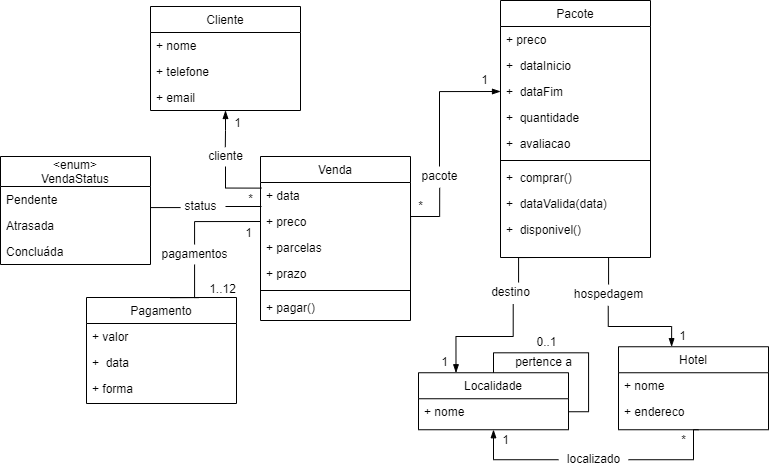 Cliente
+ nome
+ telefone
+ email
Pacote
+ preco
+ dataInicio
+ dataFim
+ quantidade
+ avaliacao
+ comprar()
+ dataValida(data)
+ disponivel()
1
cliente
*
1
pacote
*
<enum>
VendaStatus
Pendente
Atrasada
Concluáda
status
Venda
+ data
+ preco
+ parcelas
+ prazo
+ pagar()
1
pagamentos
1..12
Pagamento
+ valor
+ data
+ forma
destino
1
hospedagem
1
0..1
pertence a
Localidade
+ nome
Hotel
+ nome
+ endereco
1
localizado
*